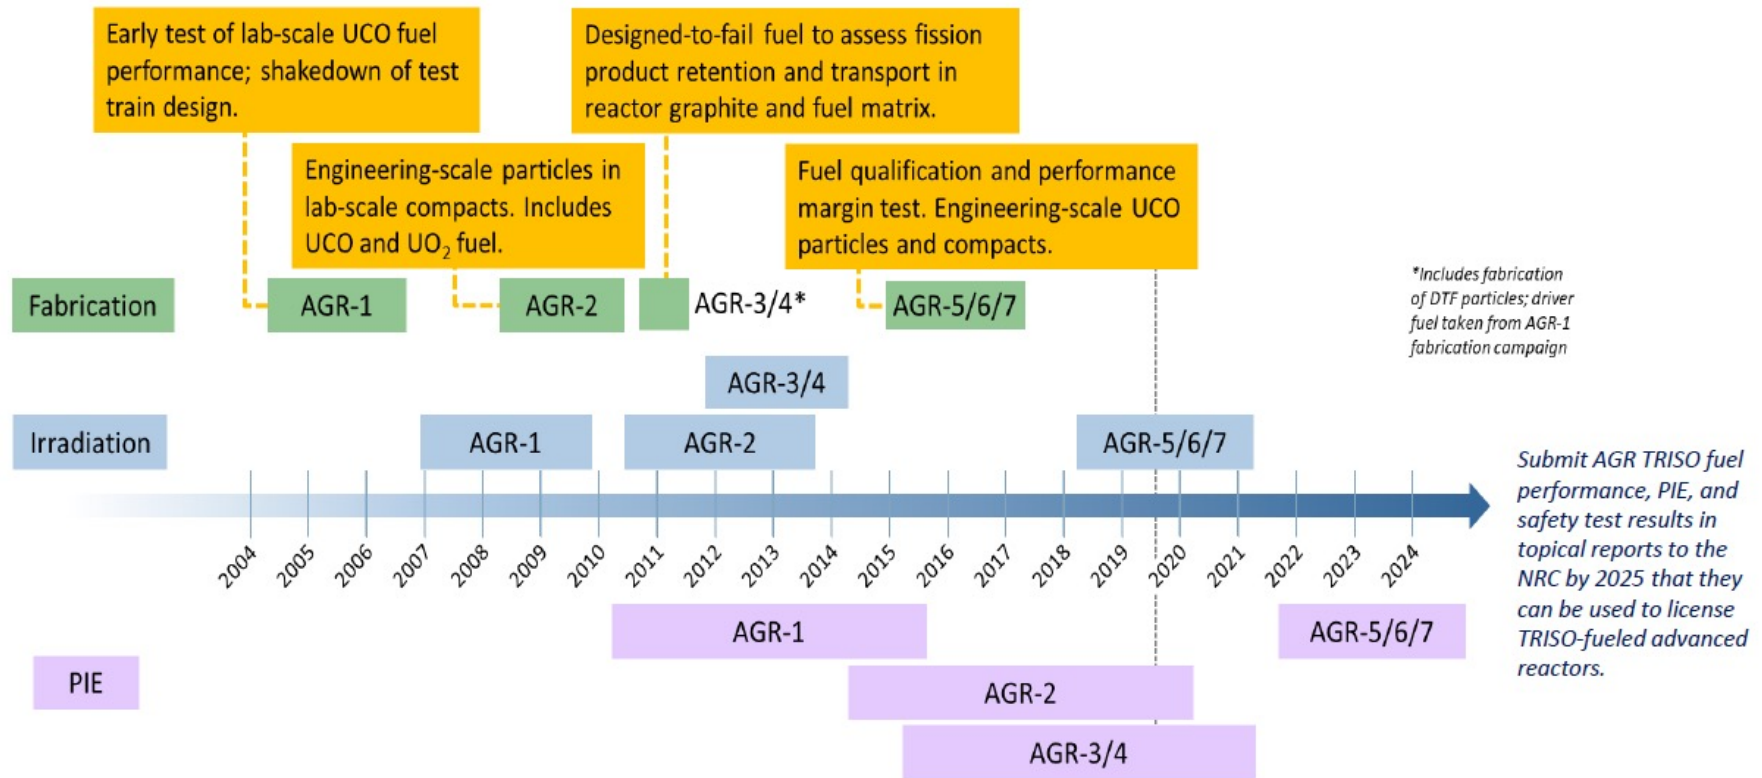 Early test of lab-scale UCO fuel
performance; shakedown of test
train design.
Designed-to-fail fuel to assess fission
product retention and transport in
reactor graphite and fuel matrix.
Engineering-scale particles in
lab-scale compacts. Includes
UCO and UO₂ fuel.
Fuel qualification and performance
margin test. Engineering-scale UCO
particles and compacts.
*Includes fabrication
of DTF particles; driver
fuel taken from AGR-1
fabrication campaign
Fabrication
AGR-1
AGR-2
AGR-3/4*
AGR-5/6/7
AGR-3/4
Irradiation
AGR-1
AGR-2
AGR-5/6/7
2004
2005
2006
2007
2008
2009
2010
2011
2012
2013
2014
2015
2016
2017
2018
2019
2020
2021
2022
2023
2024
Submit AGR TRISO fuel
performance, PIE, and
safety test results in
topical reports to the
NRC by 2025 that they
can be used to license
TRISO-fueled advanced
reactors.
PIE
AGR-1
AGR-5/6/7
AGR-2
AGR-3/4